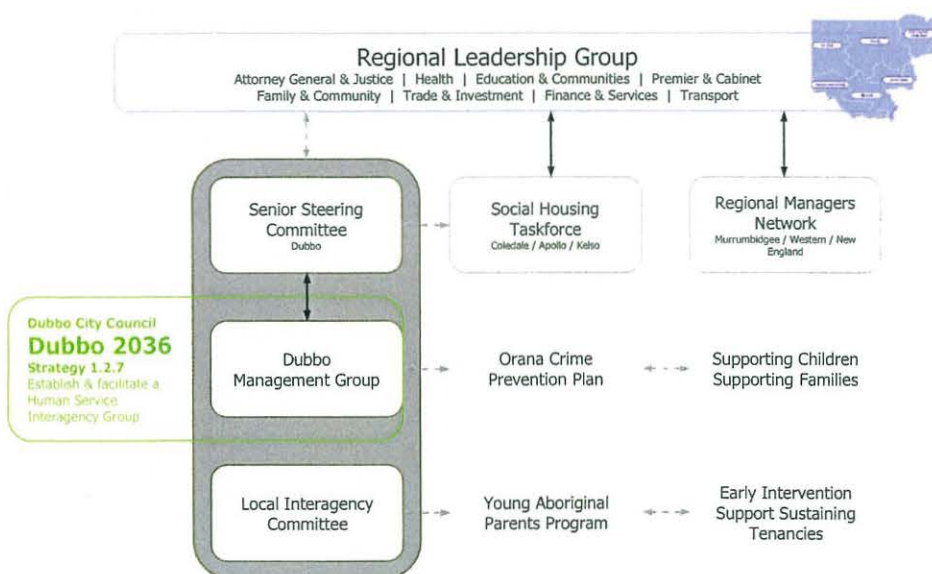 Regional Leadership Group
Attorney General & Justice | Health | Education & Communities | Premier & Cabinet
Family & Community | Trade & Investment | Finance & Services | Transport
Senior Steering
Committee
Dubbo
Social Housing
Taskforce
Coledale / Apollo / Kelso
Regional Managers
Network
Murrumbidgee / Western / New
England
Dubbo City Council
Dubbo 2036
Strategy 1.2.7
Establish & facilitate a
Human Service
Interagency Group
Dubbo
Management Group
Orana Crime
Prevention Plan
Supporting Children
Supporting Families
Local Interagency
Committee
Young Aboriginal
Parents Program
Early Intervention
Support Sustaining
Tenancies